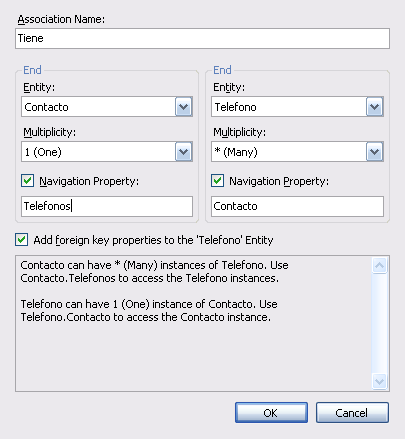 Association Name:
Tiene
End
End
Entity:
Entity:
Contacto
Telefono
Multiplicity:
Multiplicity:
1 (One)
* (Many)
Navigation Property:
Navigation Property:
Telefonos
Contacto
Add foreign key properties to the 'Telefono' Entity
Contacto can have * (Many) instances of Telefono. Use
Contacto.Telefonos to access the Telefono instances.
Telefono can have 1 (One) instance of Contacto. Use
Telefono.Contacto to access the Contacto instance.
OK
Cancel